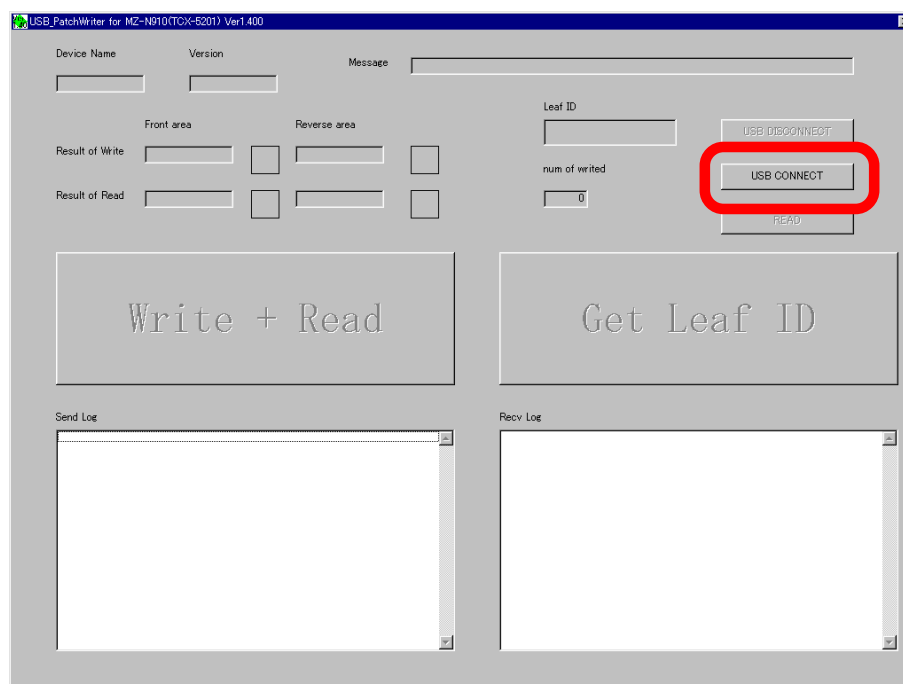 USB_PatchWriter for MZ-N910(TCX-5201) Ver1.400
Device Name Version
Message
Leaf ID
Front area Reverse area
USB DISCONNECT
Result of Write
num of writed
USB CONNECT
Result of Read
0
READ
Write + Read Get Leaf ID
Send Log Recv Log